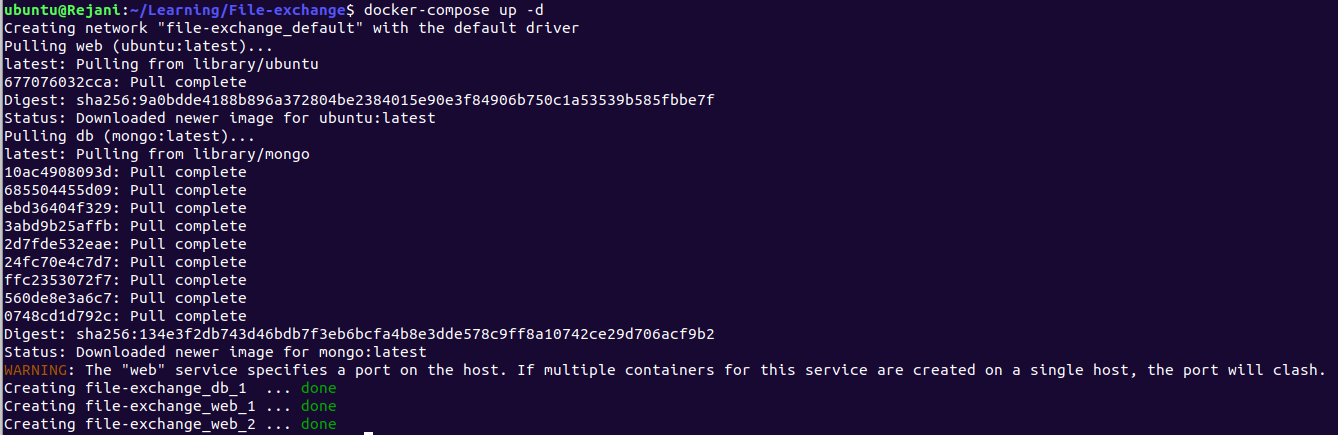 ubuntu@Rejani:~/Learning/File-exchange$ docker-compose up -d
Creating network "file-exchange_default" with the default driver
Pulling web (ubuntu:latest)...
latest: Pulling from library/ubuntu
677076032cca: Pull complete
Digest: sha256:9a0bdde4188b896a372804be2384015e90e3f84906b750c1a53539b585fbbe7f
Status: Downloaded newer image for ubuntu:latest
Pulling db (mongo:latest)...
latest: Pulling from library/mongo
10ac4908093d: Pull complete
685504455d09: Pull complete
ebd36404f329: Pull complete
3abd9b25affb: Pull complete
2d7fde532eae: Pull complete
24fc70e4c7d7: Pull complete
ffc2353072f7: Pull complete
560de8e3a6c7: Pull complete
0748cd1d792c: Pull complete
Digest: sha256:134e3f2db743d46bdb7f3eb6bcfa4b8e3dde578c9ff8a10742ce29d706acf9b2
Status: Downloaded newer image for mongo:latest
WARNING: The "web" service specifies a port on the host. If multiple containers for this service are created on a single host, the port will clash.
Creating file-exchange_db_1  ... done
Creating file-exchange_web_1 ... done
Creating file-exchange_web_2 ... done